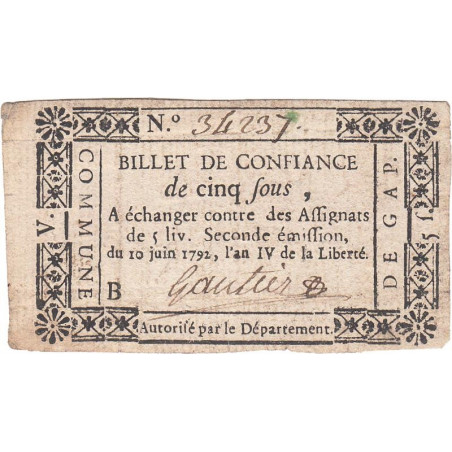 N.º 34237.
BILLET DE CONFIANCE
de cinq ſous,
A échanger contre des Aſſignats
de 5 liv. Seconde émiſſion,
du 10 juin 1792, l'an IV de la Liberté.
B Gautier
Autoriſé par le Département.
COMMUNE
DE GAP.
V.
5 ſ.